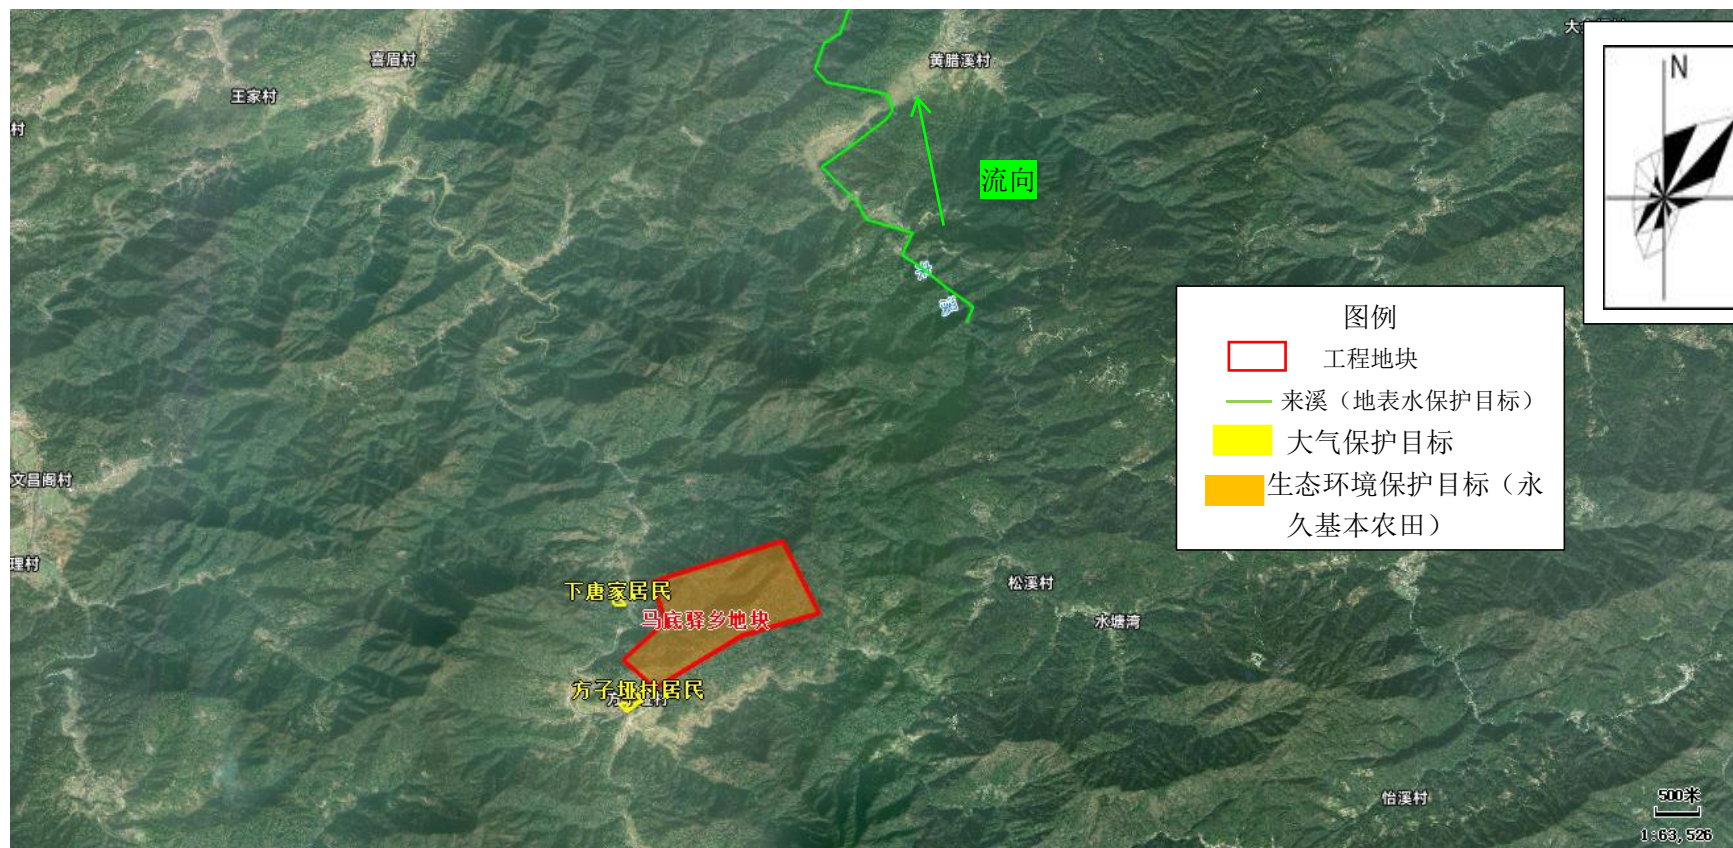 喜眉村
黄腊溪村
王家村
村
N
流向
来
溪
图例
工程地块
来溪（地表水保护目标）
大气保护目标
生态环境保护目标（永
久基本农田）
文昌阁村
理村
松溪村
下唐家居民
马底驿乡地块
水塘湾
方子垭村居民
怡溪村
500米
1:63,526